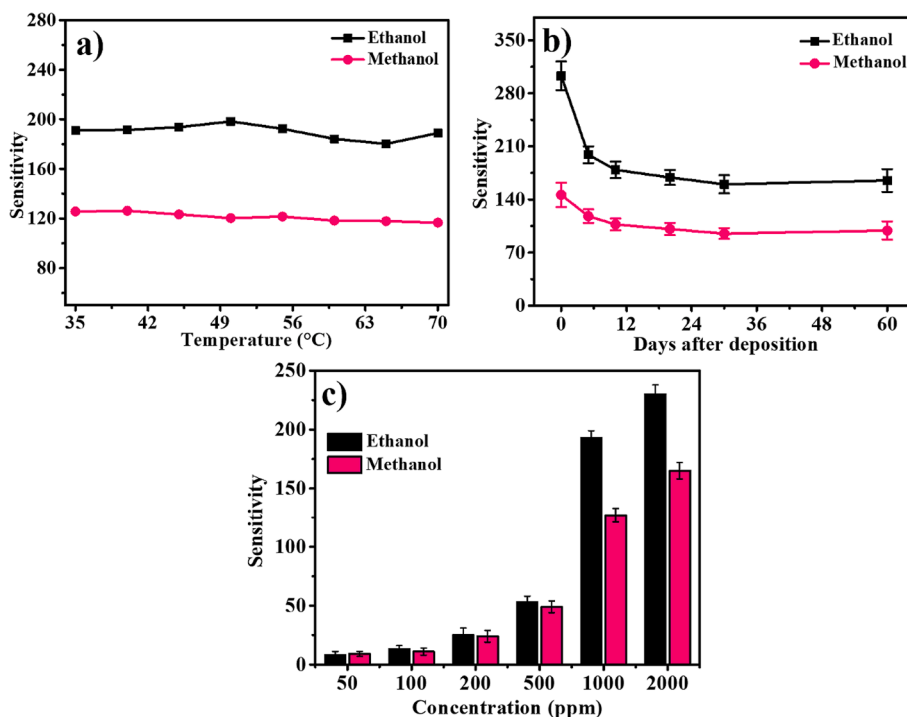 a)
Ethanol
Methanol
280
240
200
160
120
80
Sensitivity
35 42 49 56 63 70
Temperature (°C)
b)
Ethanol
Methanol
350
280
210
140
70
0
Sensitivity
0 12 24 36 48 60
Days after deposition
c)
Ethanol
Methanol
250
200
150
100
50
0
Sensitivity
50 100 200 500 1000 2000
Concentration (ppm)